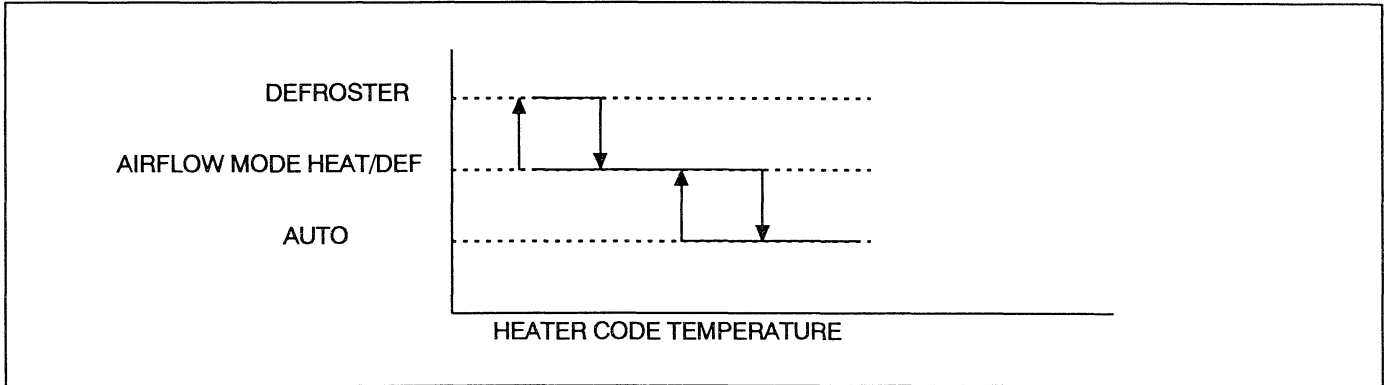 DEFROSTER
AIRFLOW MODE HEAT/DEF
AUTO
HEATER CODE TEMPERATURE